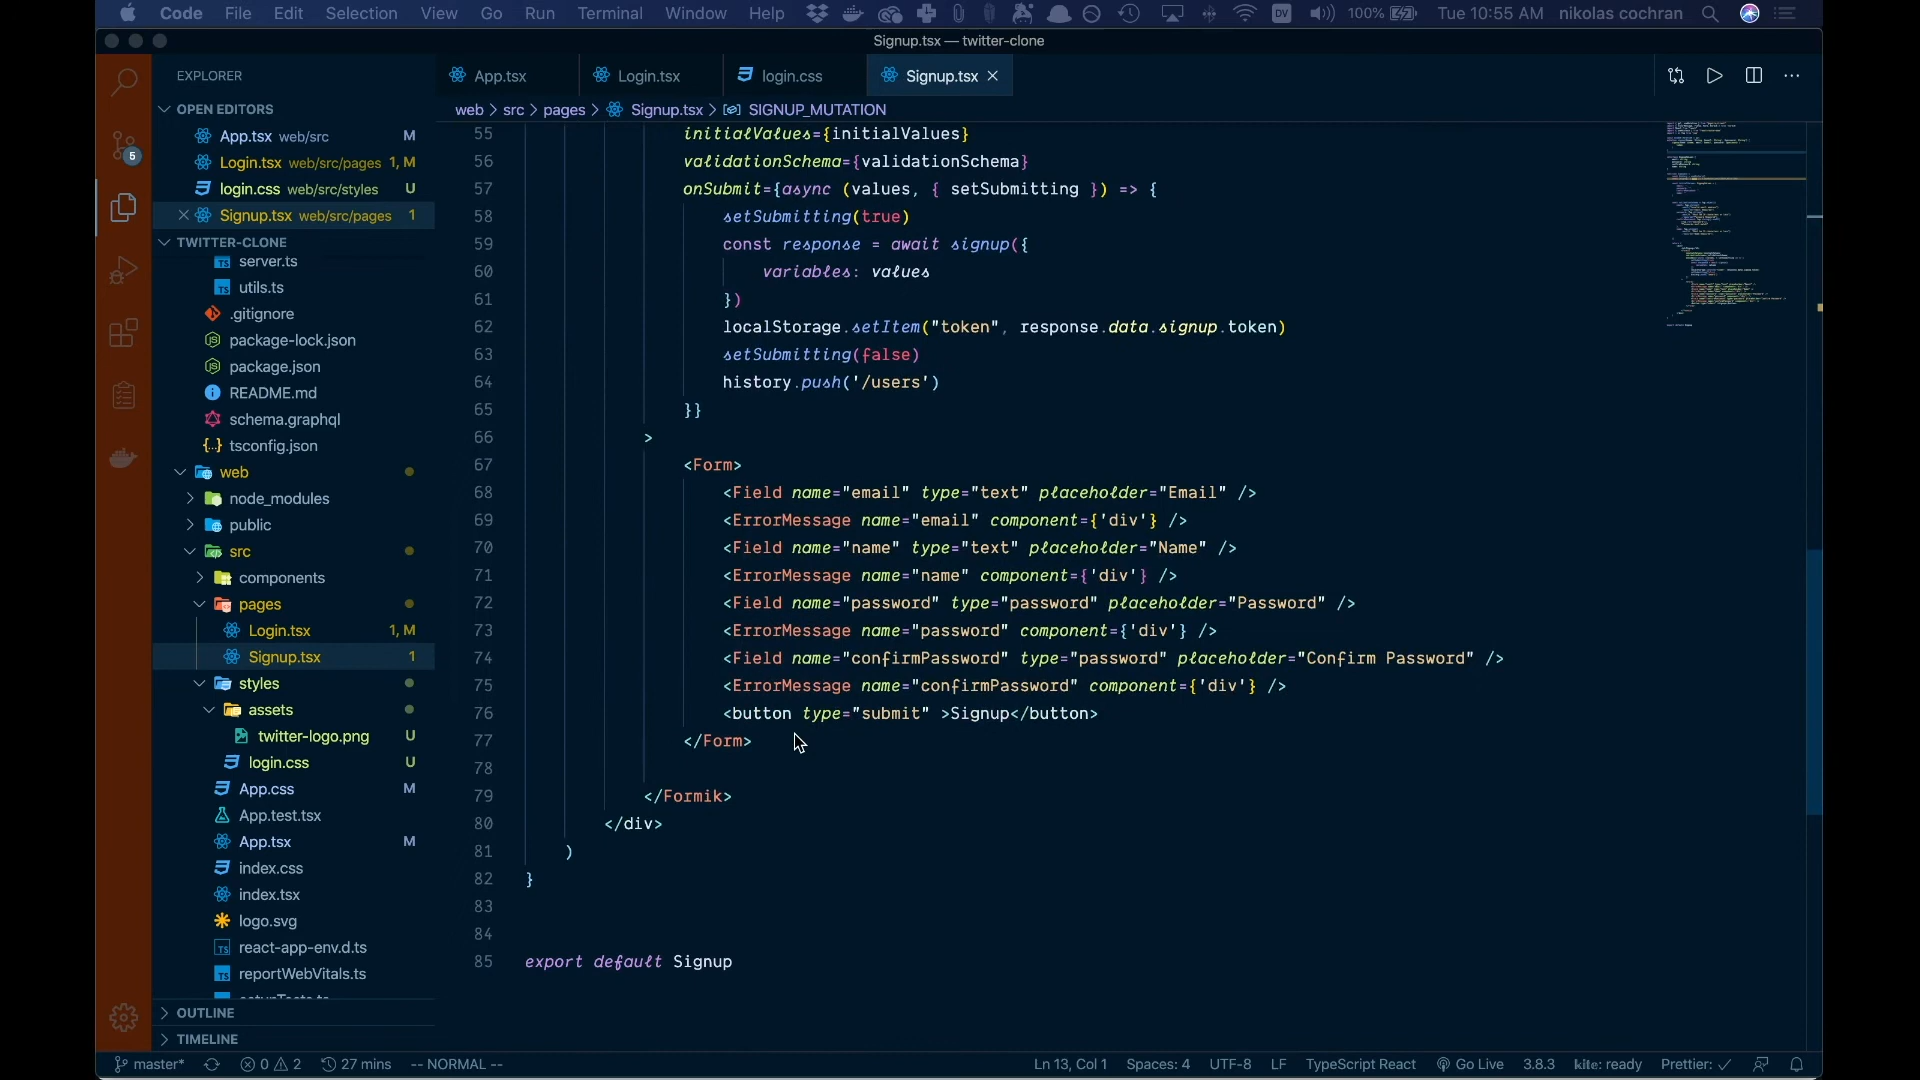 Code File Edit Selection View Go Run Terminal Window Help DV 100% Tue 10:55 AM nikolas cochran
Signup.tsx — twitter-clone
EXPLORER
App.tsx
Login.tsx
login.css
Signup.tsx
web > src > pages > Signup.tsx > SIGNUP_MUTATION
OPEN EDITORS
App.tsx web/src M
Login.tsx web/src/pages 1, M
login.css web/src/styles U
Signup.tsx web/src/pages 1
5
TWITTER-CLONE
server.ts
utils.ts
.gitignore
package-lock.json
package.json
README.md
schema.graphql
tsconfig.json
web
node_modules
public
src
components
pages
Login.tsx 1, M
Signup.tsx 1
styles
assets
twitter-logo.png U
login.css U
App.css M
App.test.tsx
App.tsx M
index.css
index.tsx
logo.svg
react-app-env.d.ts
reportWebVitals.ts
OUTLINE
TIMELINE
55 initialValues={initialValues}
56 validationSchema={validationSchema}
57 onSubmit={async (values, { setSubmitting }) => {
58 setSubmitting(true)
59 const response = await signup({
60 variables: values
61 })
62 localStorage.setItem("token", response.data.signup.token)
63 setSubmitting(false)
64 history.push('/users')
65 }}
66 >
67 <Form>
68 <Field name="email" type="text" placeholder="Email" />
69 <ErrorMessage name="email" component={'div'} />
70 <Field name="name" type="text" placeholder="Name" />
71 <ErrorMessage name="name" component={'div'} />
72 <Field name="password" type="password" placeholder="Password" />
73 <ErrorMessage name="password" component={'div'} />
74 <Field name="confirmPassword" type="password" placeholder="Confirm Password" />
75 <ErrorMessage name="confirmPassword" component={'div'} />
76 <button type="submit" >Signup</button>
77 </Form>
78
79 </Formik>
80 </div>
81 )
82 }
83
84
85 export default Signup
master* 0 2 27 mins -- NORMAL -- Ln 13, Col 1 Spaces: 4 UTF-8 LF TypeScript React Go Live 3.8.3 kite: ready Prettier: ✓